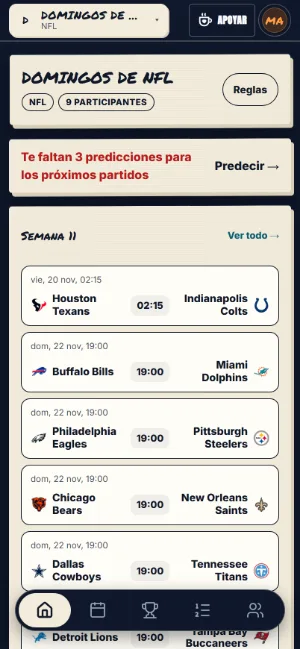 D
DOMINGOS DE ...
NFL
APOYAR
MA
DOMINGOS DE NFL
NFL
9 PARTICIPANTES
Reglas
Te faltan 3 predicciones para
los próximos partidos
Predecir →
SEMANA 11
Ver todo →
vie, 20 nov, 02:15
Houston
Texans
02:15
Indianapolis
Colts
dom, 22 nov, 19:00
Buffalo Bills
19:00
Miami
Dolphins
dom, 22 nov, 19:00
Philadelphia
Eagles
19:00
Pittsburgh
Steelers
dom, 22 nov, 19:00
Chicago
Bears
19:00
New Orleans
Saints
dom, 22 nov, 19:00
Dallas
Cowboys
19:00
Tennessee
Titans
Detroit Lions
19:00
Tampa Bay
Buccaneers